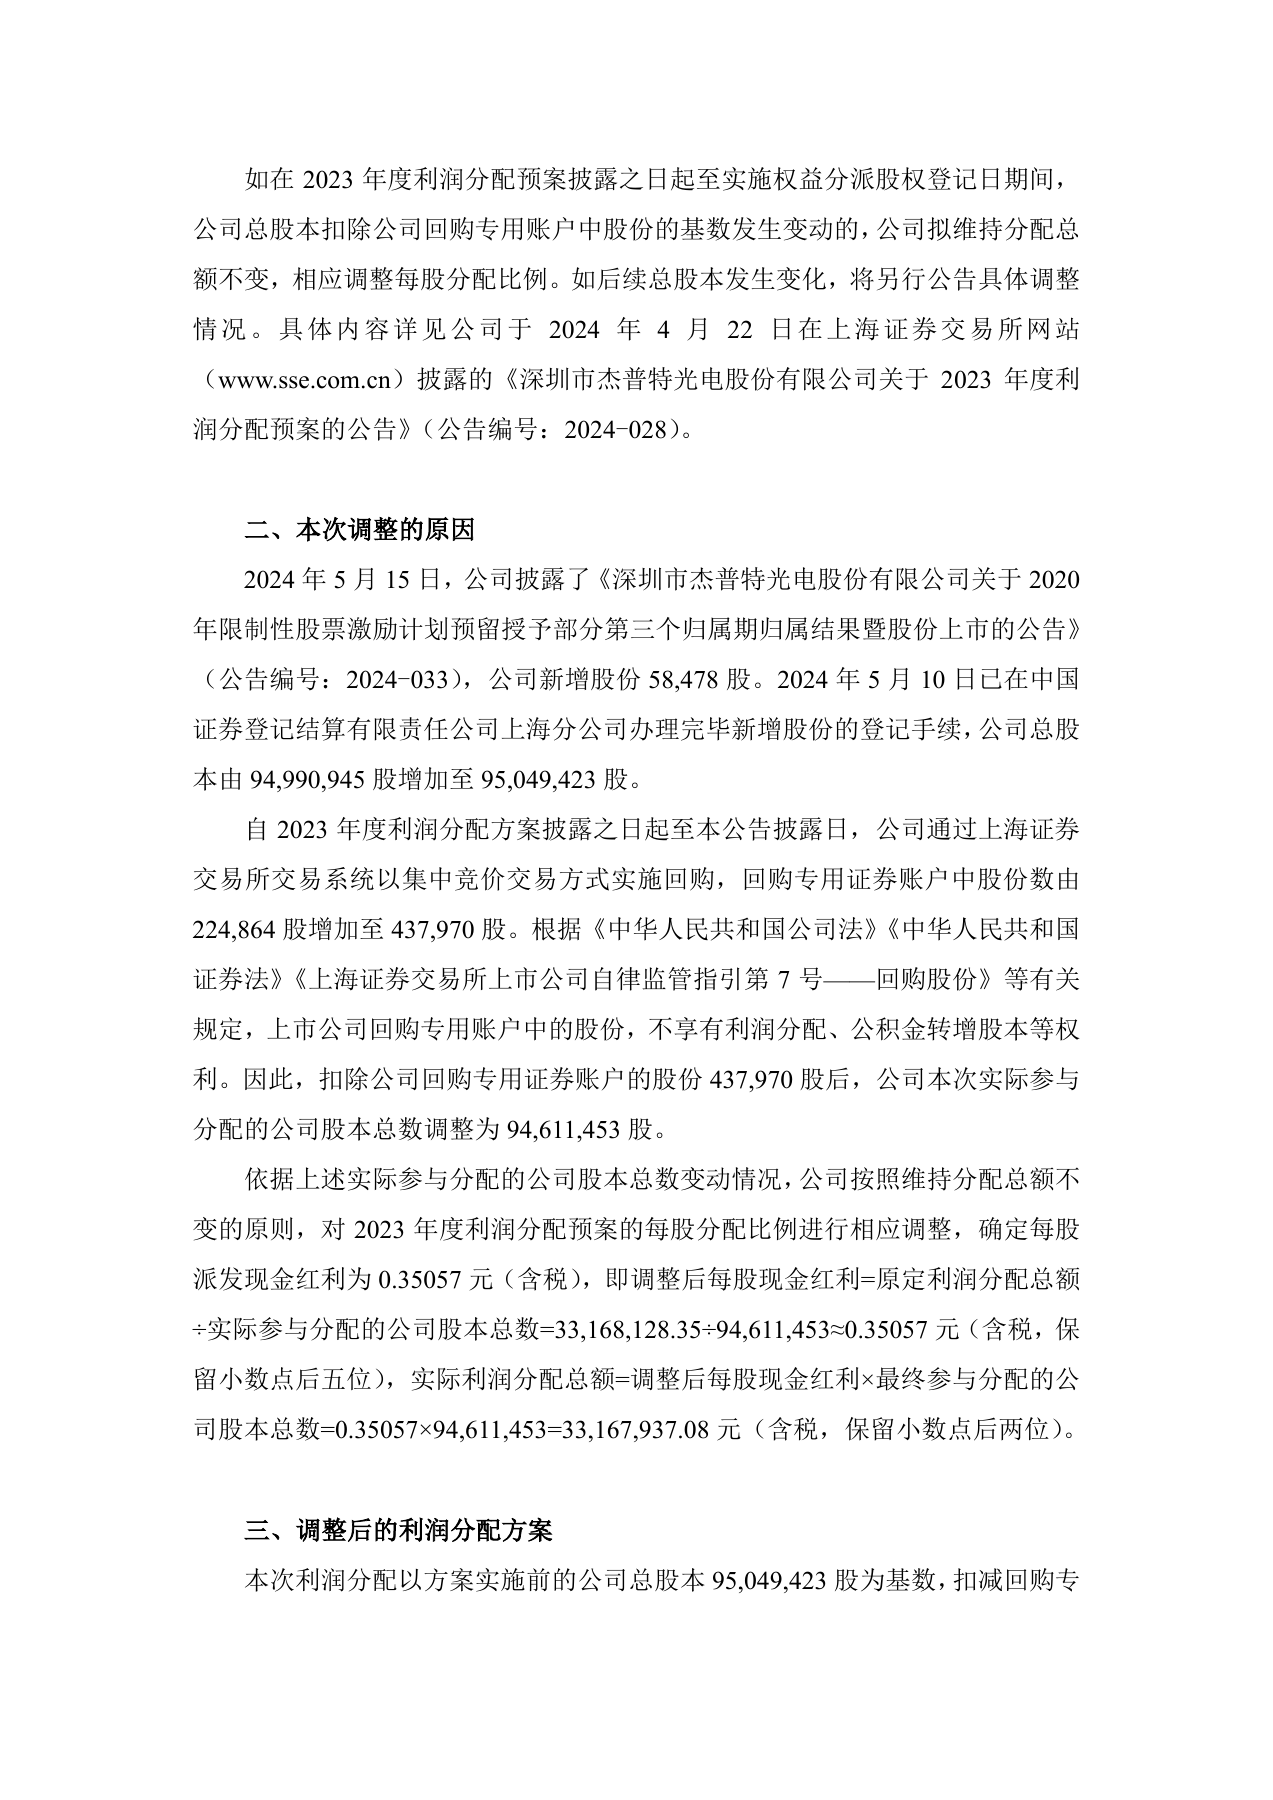 如在 2023 年度利润分配预案披露之日起至实施权益分派股权登记日期间，
公司总股本扣除公司回购专用账户中股份的基数发生变动的，公司拟维持分配总
额不变，相应调整每股分配比例。如后续总股本发生变化，将另行公告具体调整
情况。具体内容详见公司于 2024 年 4 月 22 日在上海证券交易所网站
（www.sse.com.cn）披露的《深圳市杰普特光电股份有限公司关于 2023 年度利
润分配预案的公告》（公告编号：2024-028）。
二、本次调整的原因
2024 年 5 月 15 日，公司披露了《深圳市杰普特光电股份有限公司关于 2020
年限制性股票激励计划预留授予部分第三个归属期归属结果暨股份上市的公告》
（公告编号：2024-033），公司新增股份 58,478 股。2024 年 5 月 10 日已在中国
证券登记结算有限责任公司上海分公司办理完毕新增股份的登记手续，公司总股
本由 94,990,945 股增加至 95,049,423 股。
自 2023 年度利润分配方案披露之日起至本公告披露日，公司通过上海证券
交易所交易系统以集中竞价交易方式实施回购，回购专用证券账户中股份数由
224,864 股增加至 437,970 股。根据《中华人民共和国公司法》《中华人民共和国
证券法》《上海证券交易所上市公司自律监管指引第 7 号——回购股份》等有关
规定，上市公司回购专用账户中的股份，不享有利润分配、公积金转增股本等权
利。因此，扣除公司回购专用证券账户的股份 437,970 股后，公司本次实际参与
分配的公司股本总数调整为 94,611,453 股。
依据上述实际参与分配的公司股本总数变动情况，公司按照维持分配总额不
变的原则，对 2023 年度利润分配预案的每股分配比例进行相应调整，确定每股
派发现金红利为 0.35057 元（含税），即调整后每股现金红利=原定利润分配总额
÷实际参与分配的公司股本总数=33,168,128.35÷94,611,453≈0.35057 元（含税，保
留小数点后五位），实际利润分配总额=调整后每股现金红利×最终参与分配的公
司股本总数=0.35057×94,611,453=33,167,937.08 元（含税，保留小数点后两位）。
三、调整后的利润分配方案
本次利润分配以方案实施前的公司总股本 95,049,423 股为基数，扣减回购专